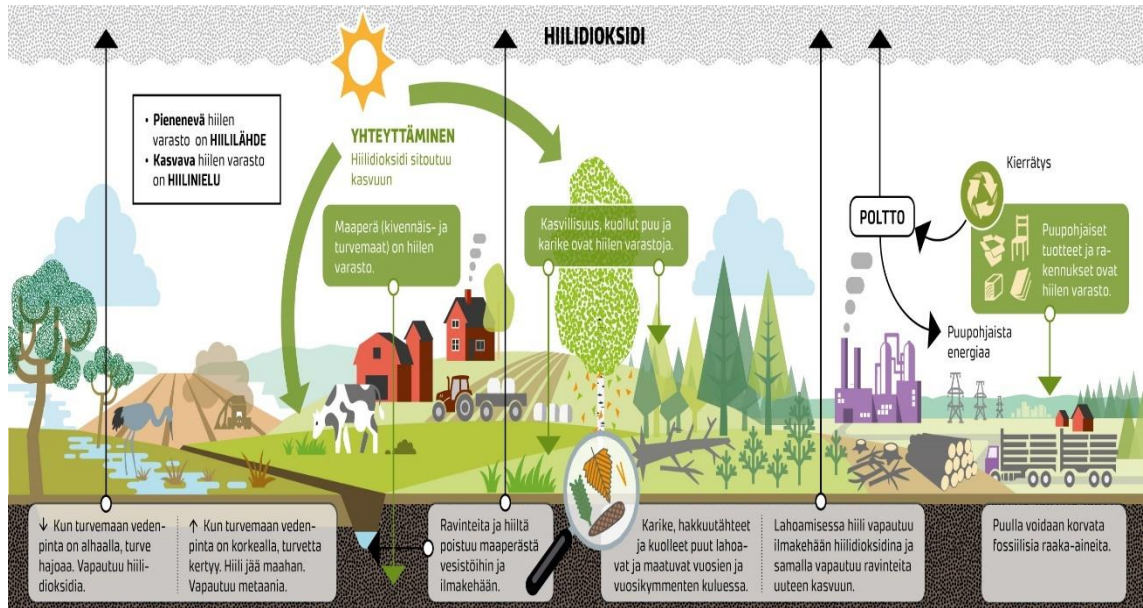 HIILIDIOKSIDI
• Pienenevä hiilen
varasto on HIILILÄHDE
• Kasvava hiilen varasto
on HIILINIELU
YHTEYTTÄMINEN
Hiilidioksidi sitoutuu
kasvuun
Maaperä (kivennäis- ja
turvemaat) on hiilen
varasto.
Kasvillisuus, kuollut puu ja
karike ovat hiilen varastoja.
Kierrätys
POLTTO
Puupohjaiset
tuotteet ja ra-
kennukset ovat
hiilen varasto.
Puupohjaista
energiaa
↓ Kun turvemaan veden-
pinta on alhaalla, turve
hajoaa. Vapautuu hiili-
dioksidia.
↑ Kun turvemaan veden-
pinta on korkealla, turvetta
kertyy. Hiili jää maahan.
Vapautuu metaania.
Ravinteita ja hiiltä
poistuu maaperästä
vesistöihin ja
ilmakehään.
Karike, hakkuutähteet
ja kuolleet puut lahoa-
vat ja maatuvat vuosien ja
vuosikymmenten kuluessa.
Lahoamisessa hiili vapautuu
ilmakehään hiilidioksidina ja
samalla vapautuu ravinteita
uuteen kasvuun.
Puulla voidaan korvata
fossiilisia raaka-aineita.